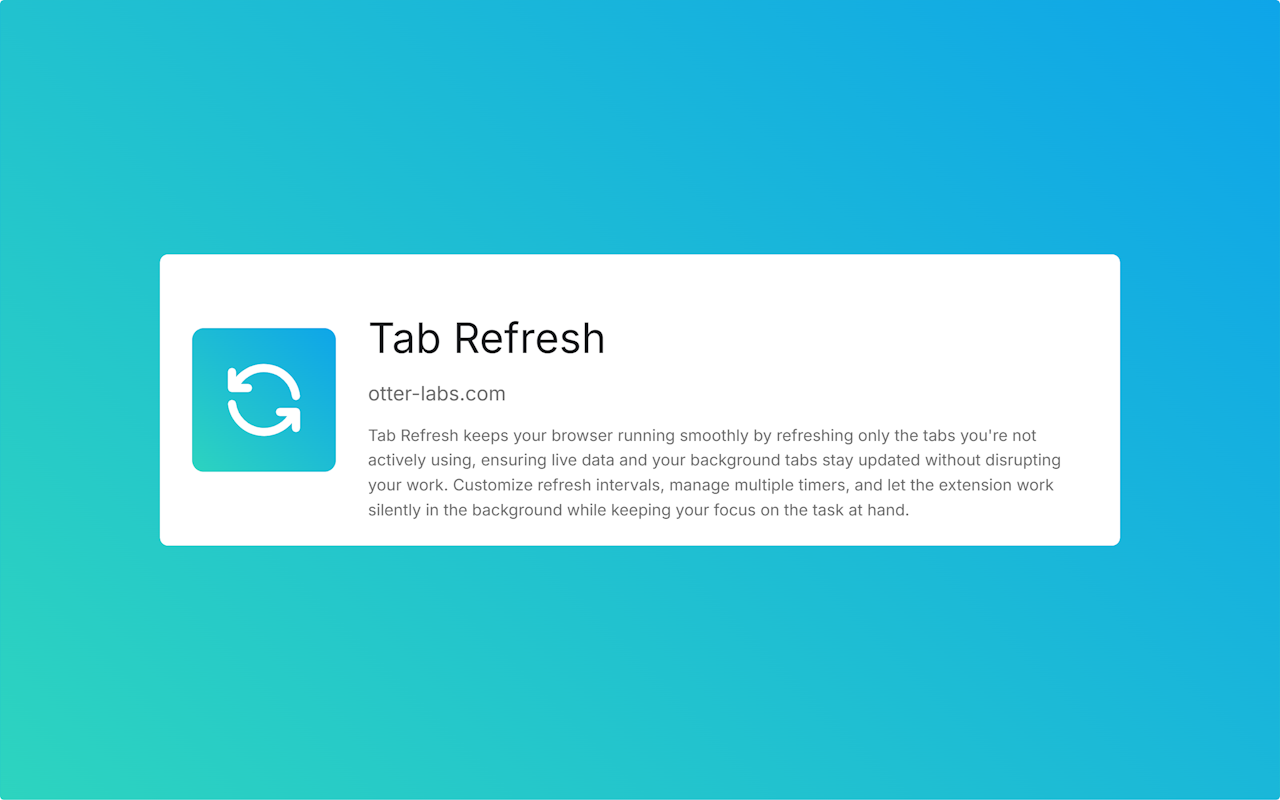 Tab Refresh
otter-labs.com
Tab Refresh keeps your browser running smoothly by refreshing only the tabs you're not
actively using, ensuring live data and your background tabs stay updated without disrupting
your work. Customize refresh intervals, manage multiple timers, and let the extension work
silently in the background while keeping your focus on the task at hand.